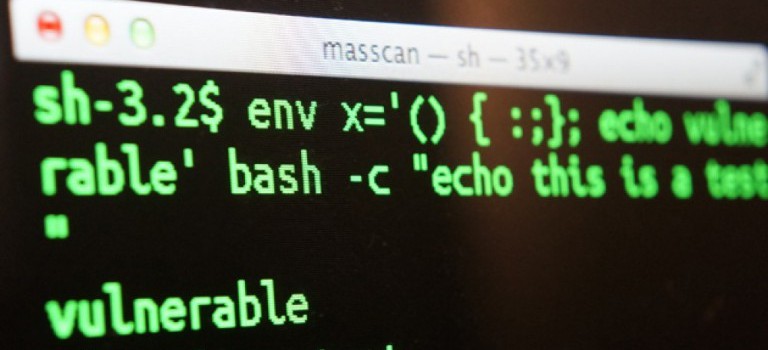 masscan — sh — 35×9
sh-3.2$ env x='() { :;}; echo vulne
rable' bash -c "echo this is a test
"
vulnerable